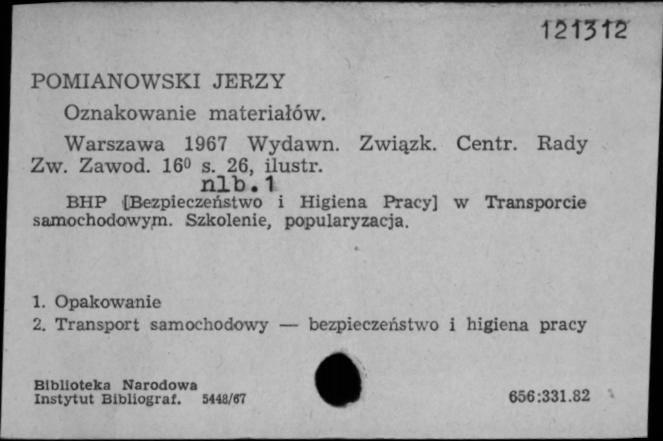 121312
POMIANOWSKI JERZY
Oznakowanie materiałów.
Warszawa 1967 Wydawn. Związk. Centr. Rady
Zw. Zawod. 16⁰ s. 26, ilustr.
nlb. 1
BHP [Bezpieczeństwo i Higiena Pracy] w Transporcie
samochodowym. Szkolenie, popularyzacja.
1. Opakowanie
2. Transport samochodowy — bezpieczeństwo i higiena pracy
Biblioteka Narodowa
Instytut Bibliograf. 5448/67
656:331.82